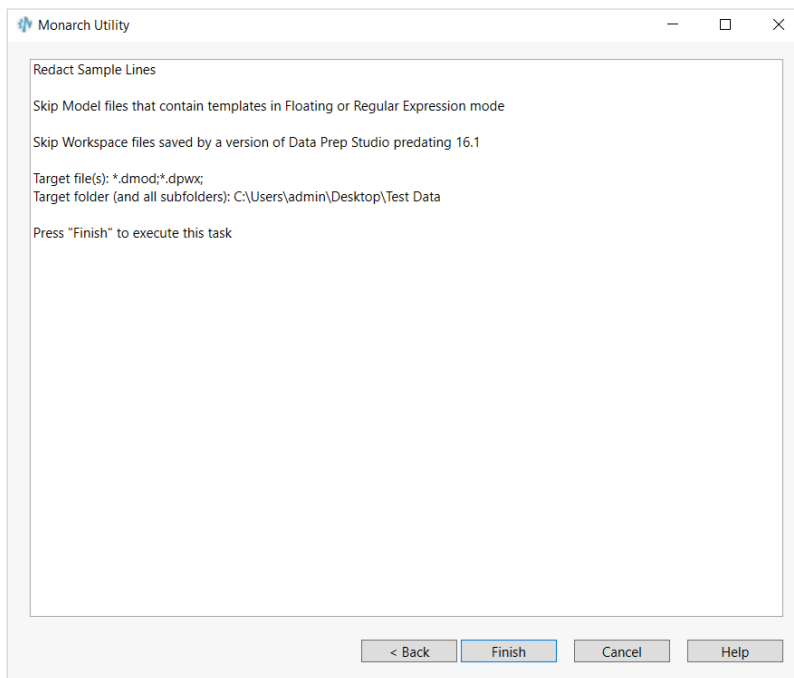 Monarch Utility
Redact Sample Lines
Skip Model files that contain templates in Floating or Regular Expression mode
Skip Workspace files saved by a version of Data Prep Studio predating 16.1
Target file(s): *.dmod;*.dpwx;
Target folder (and all subfolders): C:\Users\admin\Desktop\Test Data
Press "Finish" to execute this task
< Back
Finish
Cancel
Help